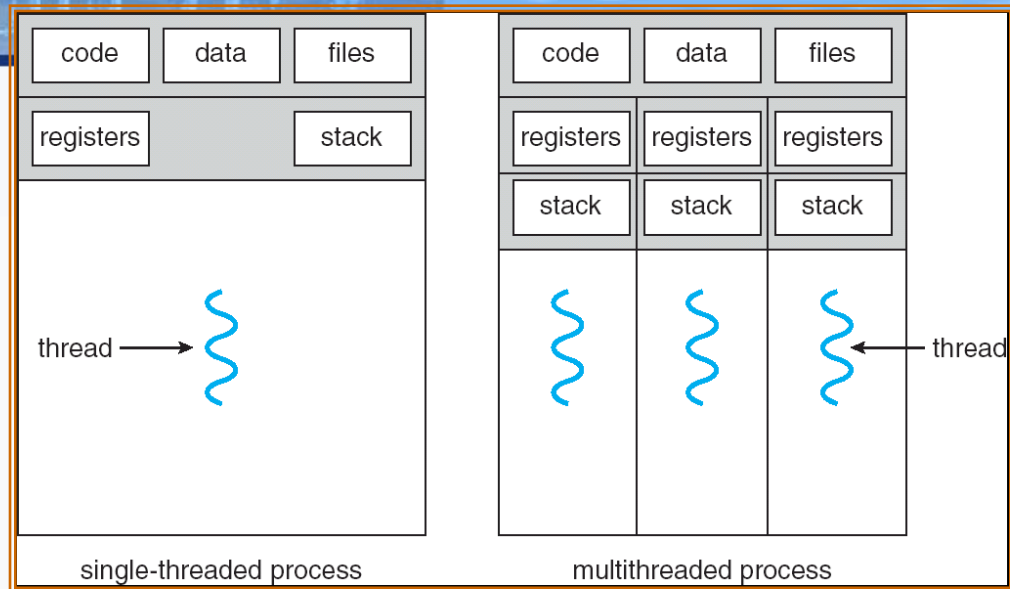 code data files
registers stack
thread
single-threaded process
code data files
registers registers registers
stack stack stack
thread
multithreaded process